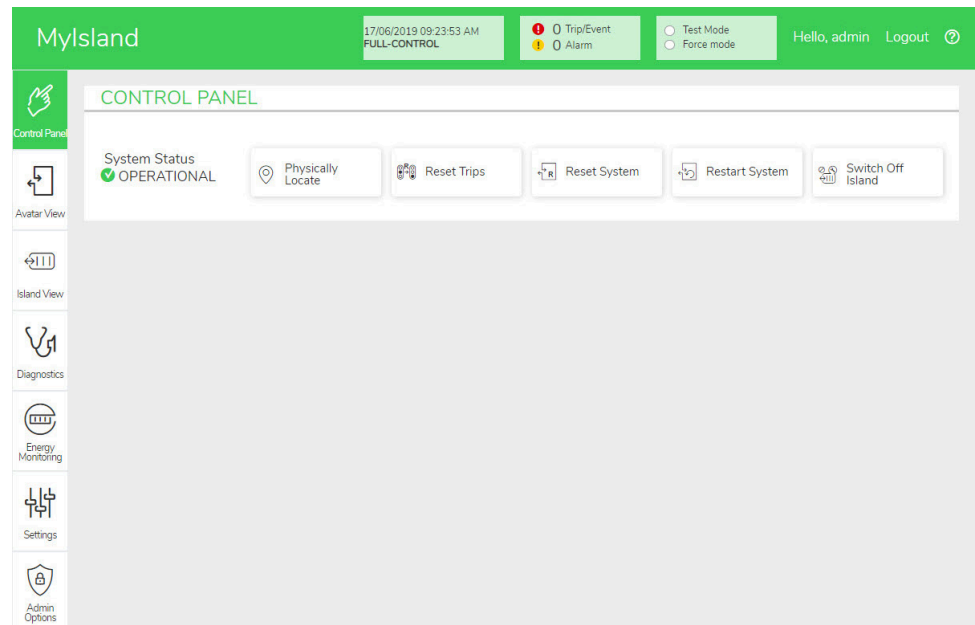 MyIsland
17/06/2019 09:23:53 AM
FULL-CONTROL
0 Trip/Event
0 Alarm
Test Mode
Force mode
Hello, admin
Logout
?
Control Panel
Avatar View
Island View
Diagnostics
Energy
Monitoring
Settings
Admin
Options
CONTROL PANEL
System Status
OPERATIONAL
Physically
Locate
Reset Trips
R
Reset System
Restart System
Switch Off
Island